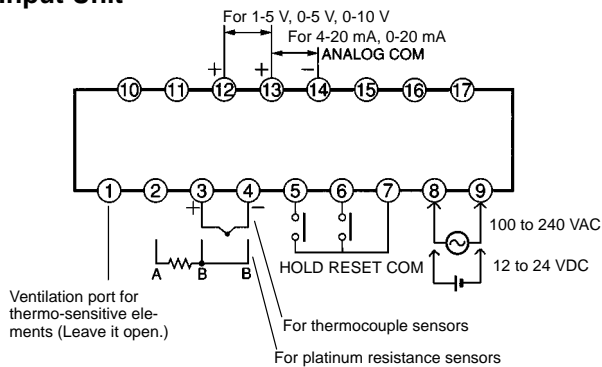 Input Unit
For 1-5 V, 0-5 V, 0-10 V
For 4-20 mA, 0-20 mA
ANALOG COM
+ + −
10 11 12 13 14 15 16 17
1 2 3 4 5 6 7 8 9
+ −
100 to 240 VAC
A B B
HOLD RESET COM
12 to 24 VDC
Ventilation port for
thermo-sensitive ele-
ments (Leave it open.)
For thermocouple sensors
For platinum resistance sensors